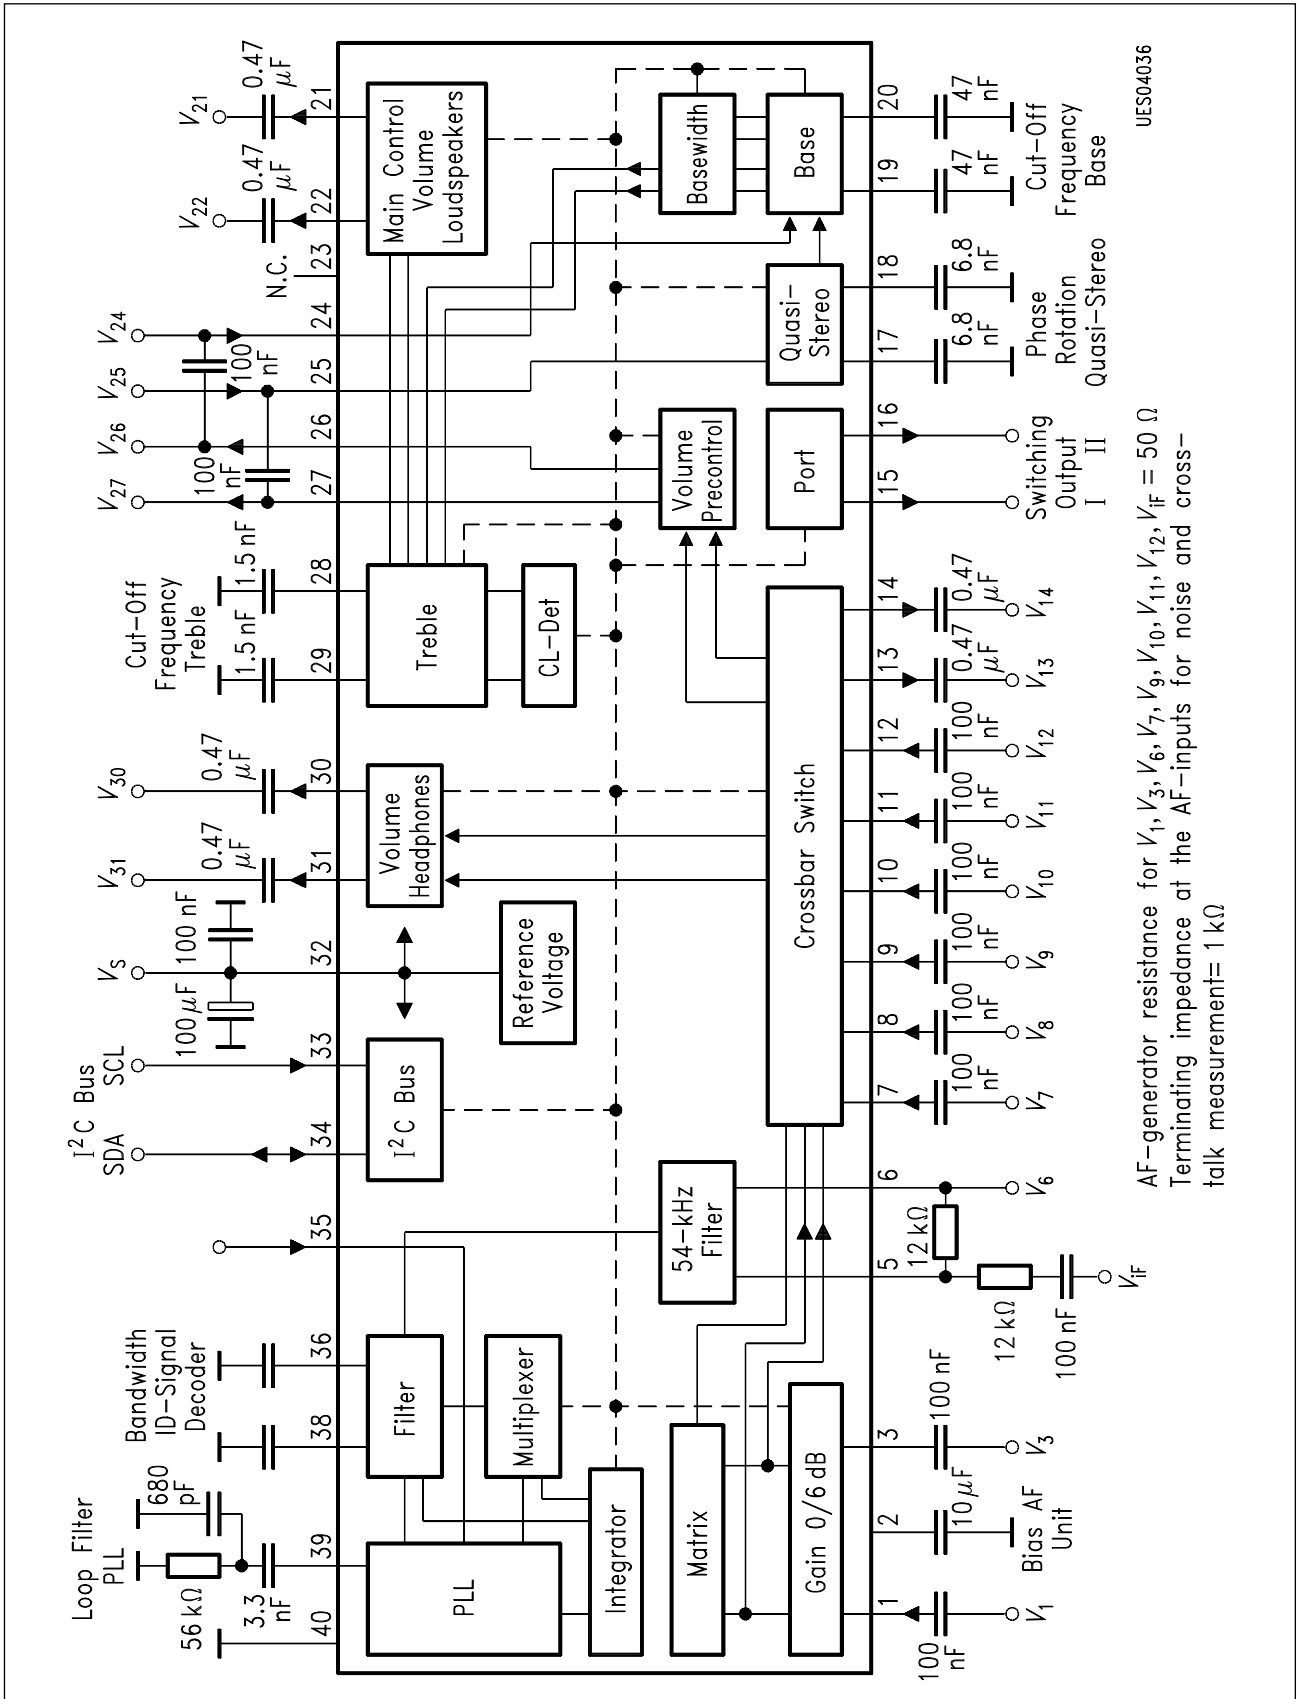 Loop Filter
PLL
56 kΩ
680
pF
3.3
nF
Bandwidth
ID-Signal
Decoder
I²C Bus
SDA
SCL
VS
100 µF
100 nF
V31
0.47
µF
V30
0.47
µF
Cut-Off
Frequency
Treble
1.5 nF
1.5 nF
V27
V26
V25
V24
100
nF
100
nF
N.C.
V22
0.47
µF
V21
0.47
µF
40
39
38
36
35
34
33
32
31
30
29
28
27
26
25
24
23
22
21
PLL
Filter
Multiplexer
Integrator
I²C Bus
Reference
Voltage
Volume
Headphones
Treble
CL-Det
Main Control
Volume
Loudspeakers
Matrix
Gain 0/6 dB
54-kHz
Filter
Crossbar Switch
Volume
Precontrol
Port
Quasi-
Stereo
Basewidth
Base
1
2
3
5
6
7
8
9
10
11
12
13
14
15
16
17
18
19
20
100
nF
V1
10 µF
Bias AF
Unit
100 nF
V3
12 kΩ
12 kΩ
100 nF
ViF
V6
100
nF
V7
100
nF
V8
100
nF
V9
100
nF
V10
100
nF
V11
100
nF
V12
0.47
µF
V13
0.47
µF
V14
Switching
Output
I II
6.8
nF
6.8
nF
Phase
Rotation
Quasi-Stereo
47
nF
47
nF
Cut-Off
Frequency
Base
AF-generator resistance for V1, V3, V6, V7, V9, V10, V11, V12, ViF = 50 Ω
Terminating impedance at the AF-inputs for noise and cross-
talk measurement= 1 kΩ
UES04036